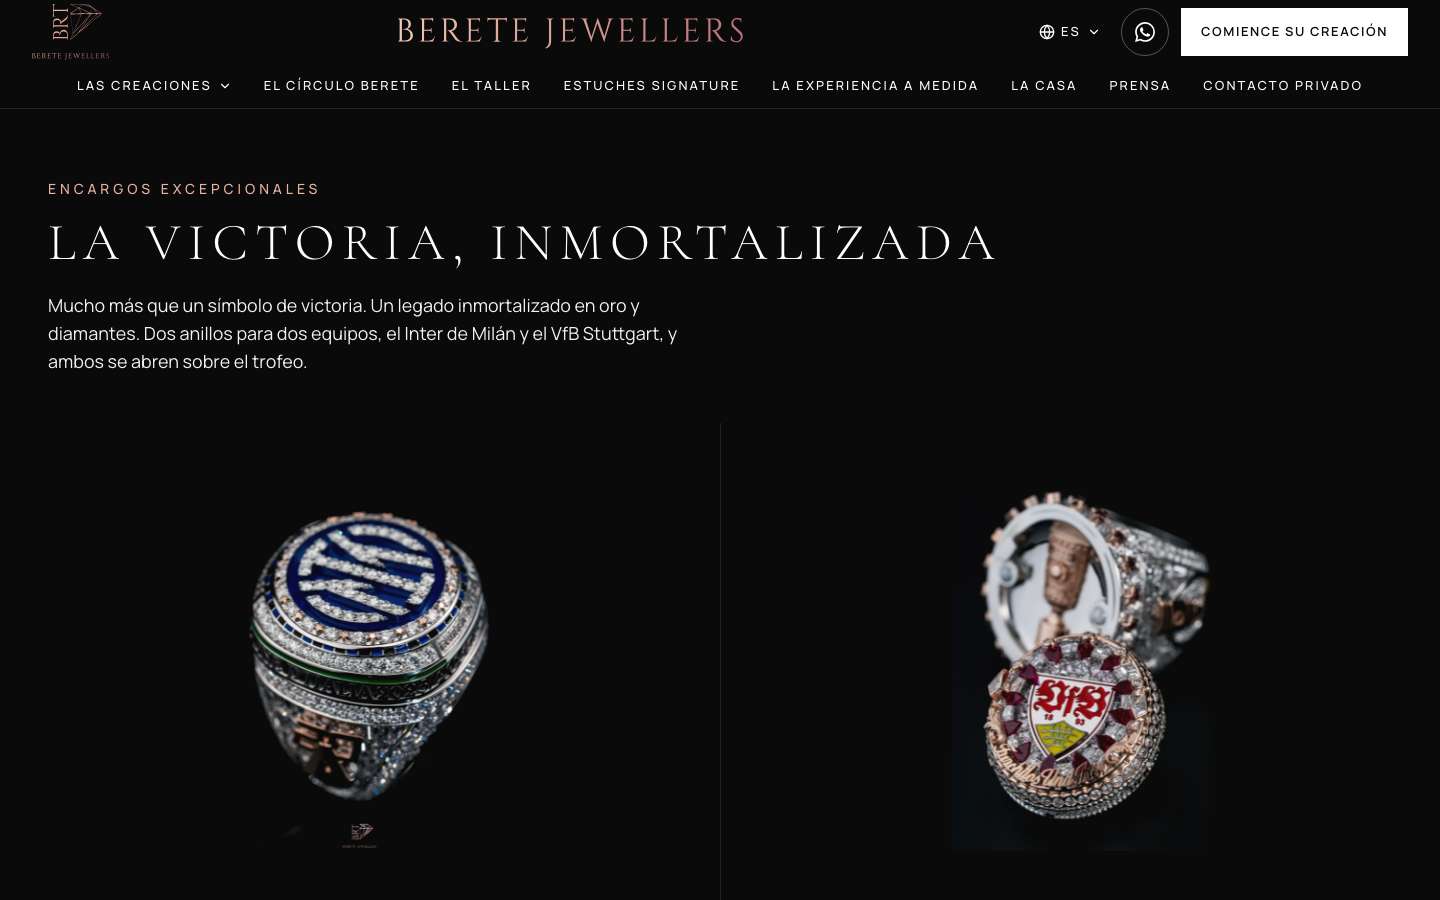 BRT
BERETE JEWELLERS
BERETE JEWELLERS
ES
COMIENCE SU CREACIÓN
LAS CREACIONES
EL CÍRCULO BERETE
EL TALLER
ESTUCHES SIGNATURE
LA EXPERIENCIA A MEDIDA
LA CASA
PRENSA
CONTACTO PRIVADO
ENCARGOS EXCEPCIONALES
LA VICTORIA, INMORTALIZADA
Mucho más que un símbolo de victoria. Un legado inmortalizado en oro y
diamantes. Dos anillos para dos equipos, el Inter de Milán y el VfB Stuttgart, y
ambos se abren sobre el trofeo.
VfB
18 93
BRT